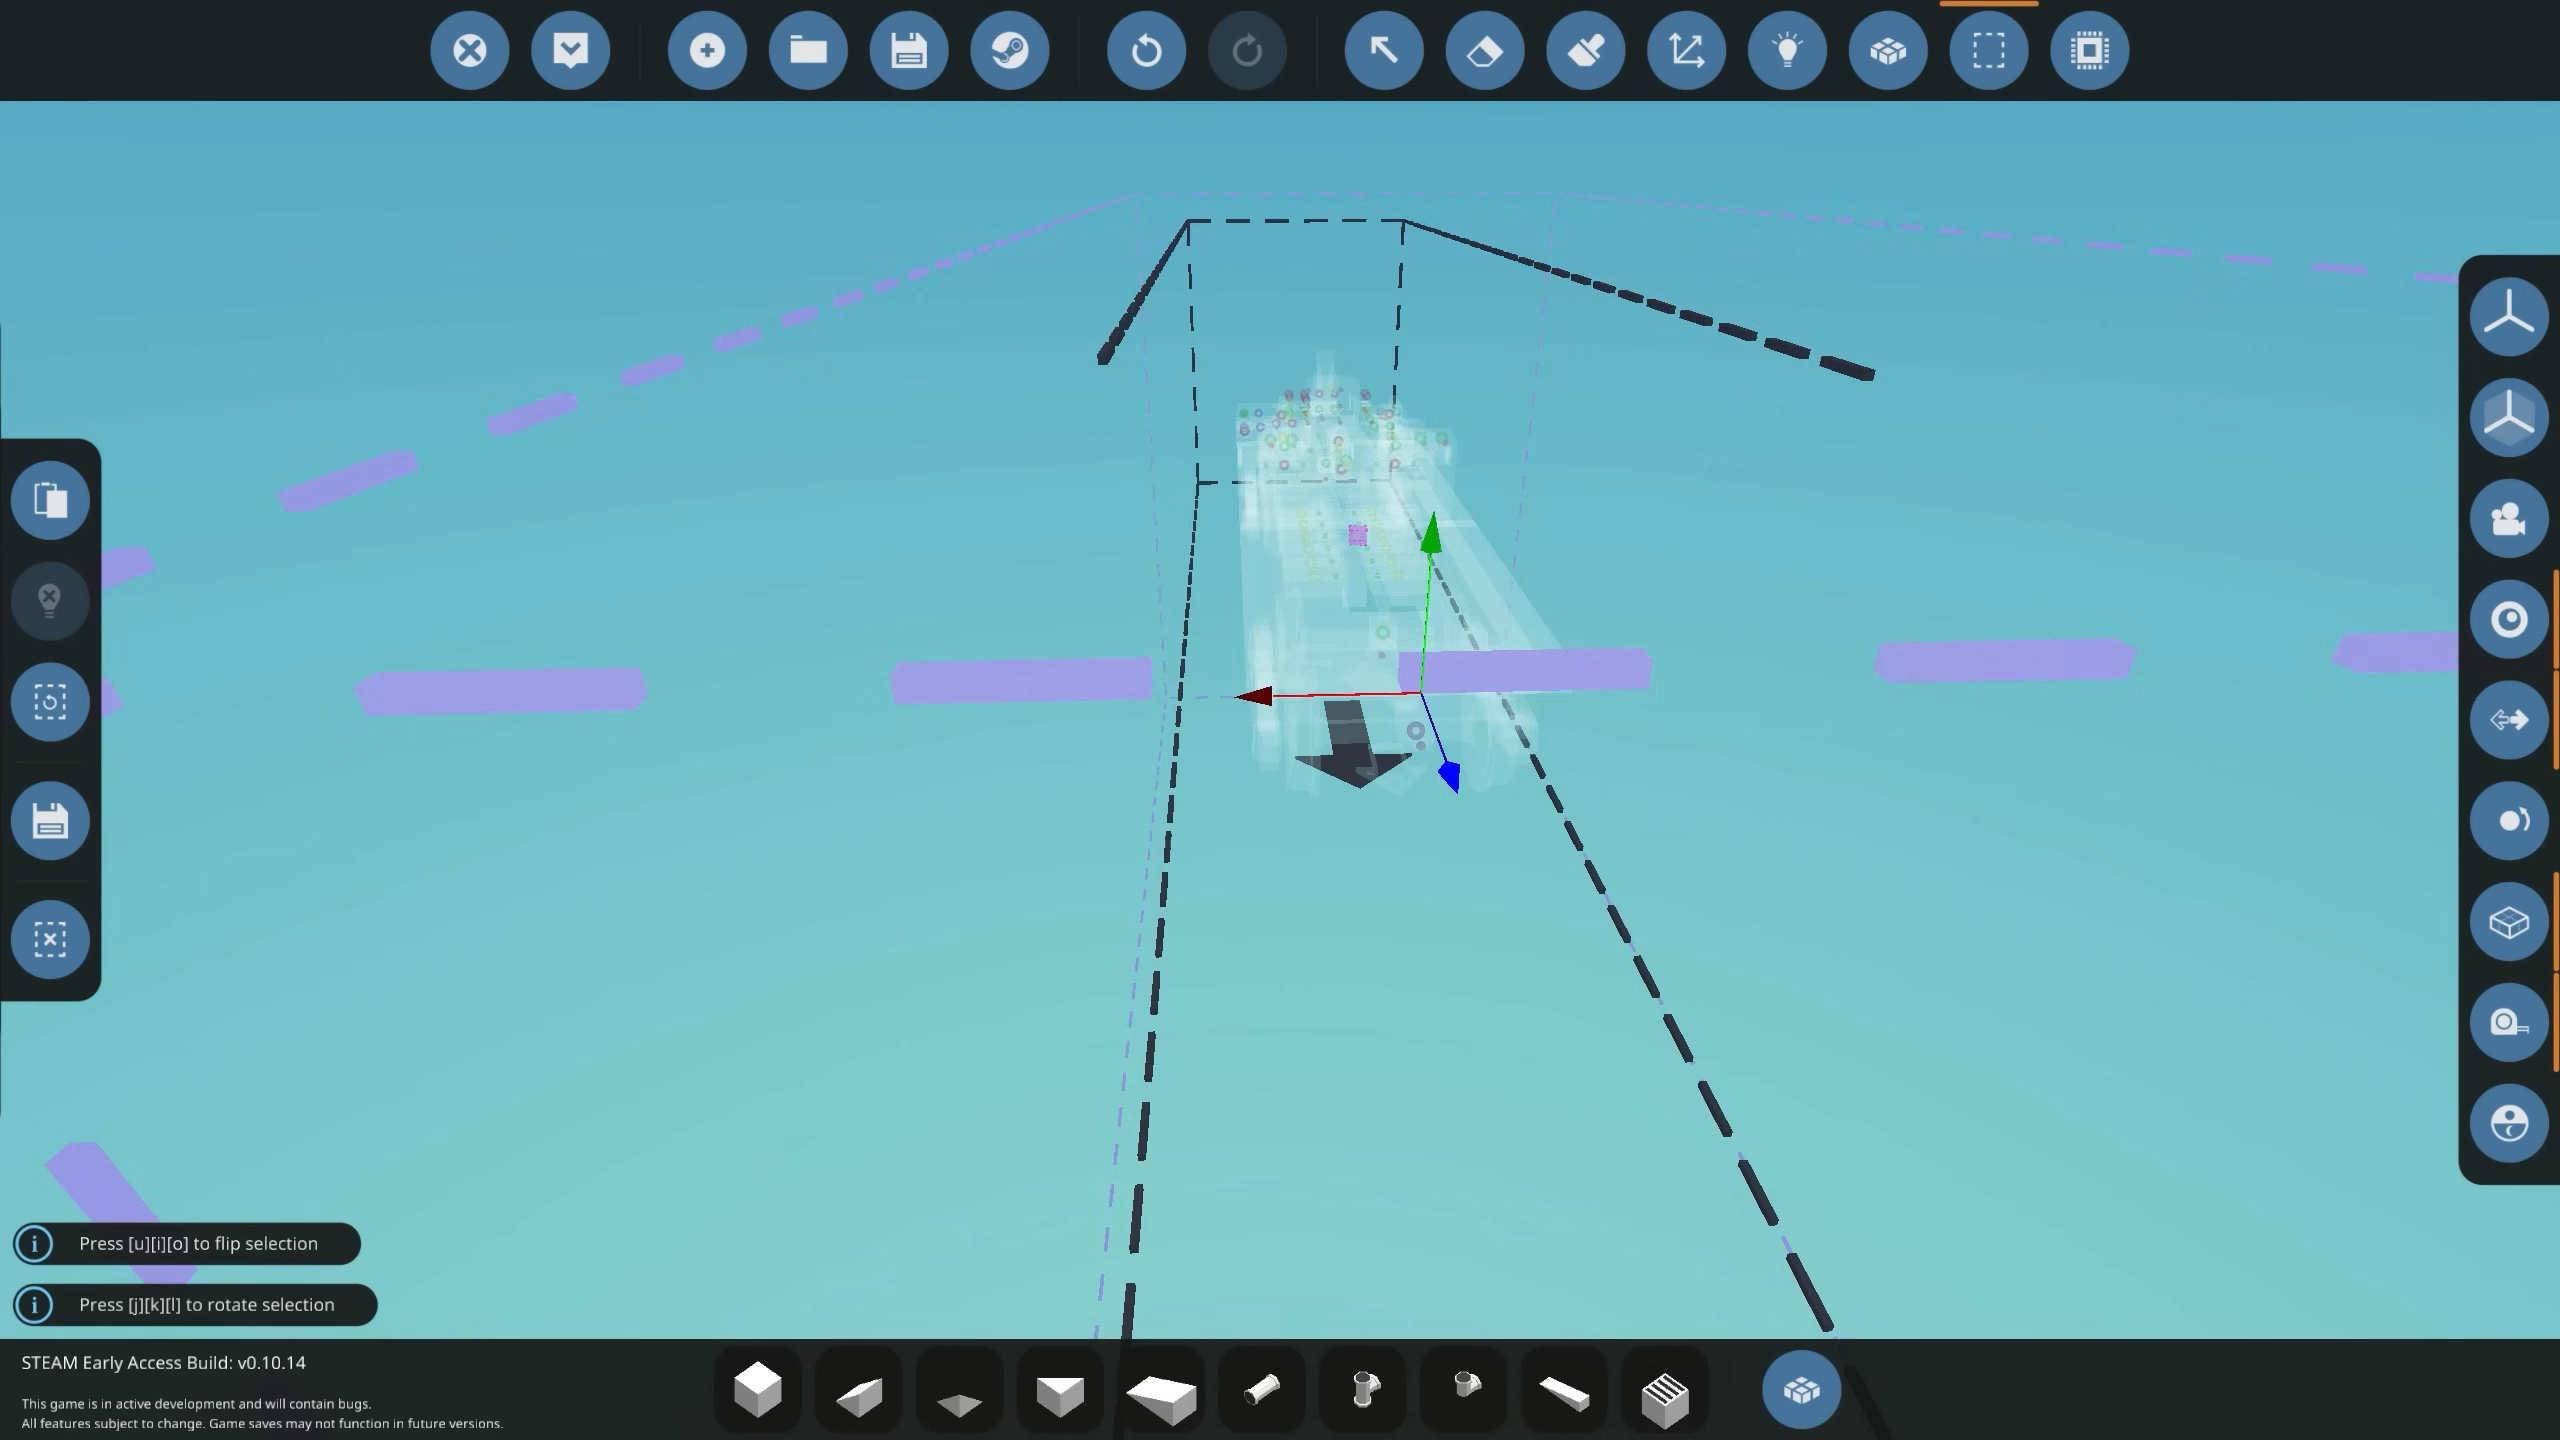 Press [u][i][o] to flip selection
Press [j][k][l] to rotate selection
STEAM Early Access Build: v0.10.14
This game is in active development and will contain bugs.
All features subject to change. Game saves may not function in future versions.